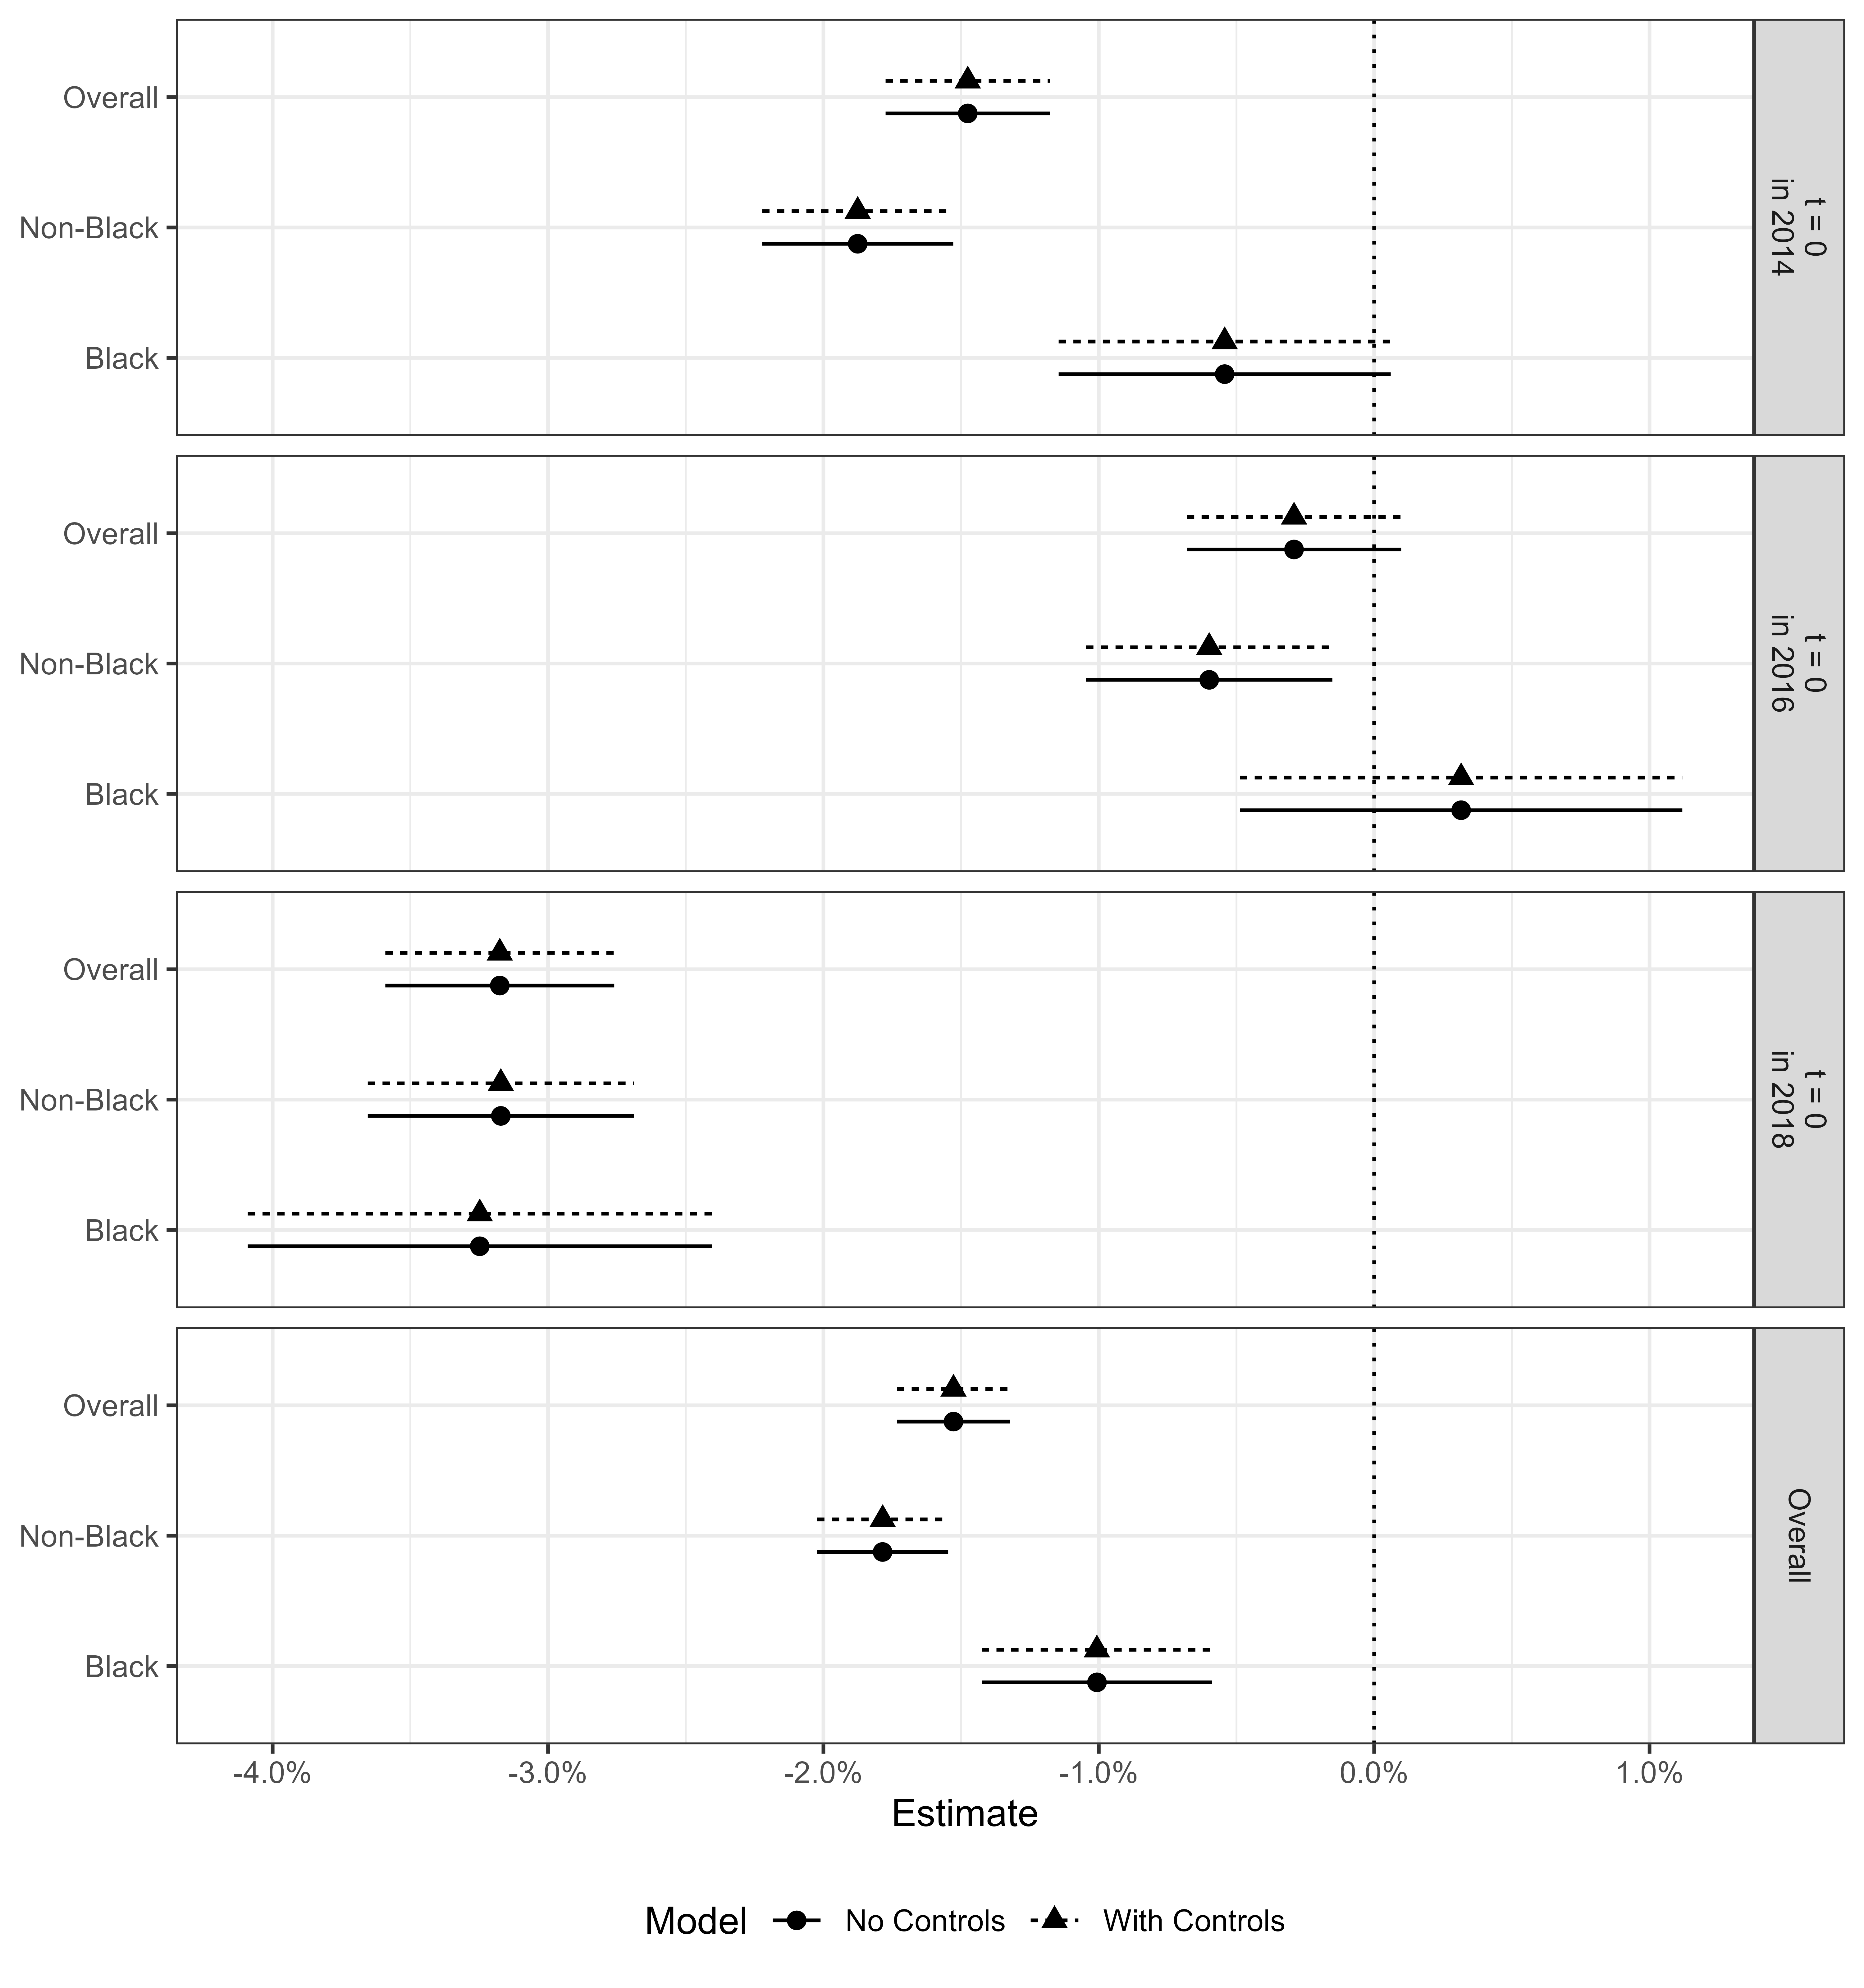 Overall
Non-Black
Black
t = 0
in 2014
Overall
Non-Black
Black
t = 0
in 2016
Overall
Non-Black
Black
t = 0
in 2018
Overall
Non-Black
Black
Overall
-4.0% -3.0% -2.0% -1.0% 0.0% 1.0%
Estimate
Model No Controls With Controls